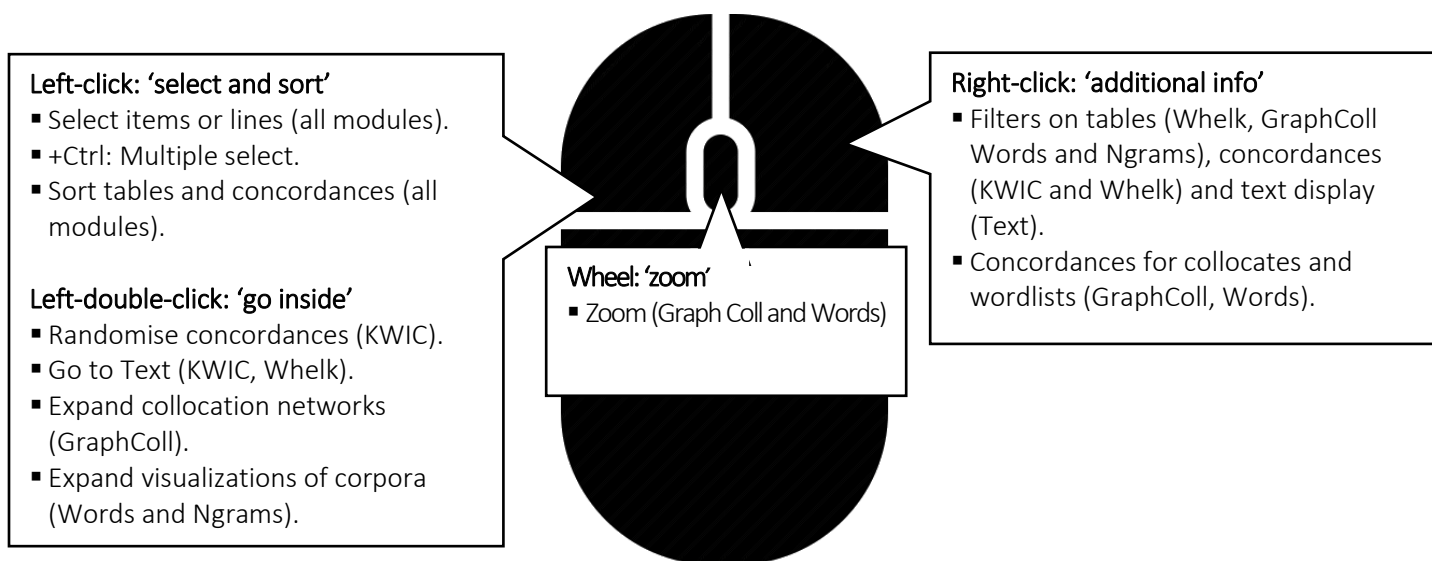 Left-click: ‘select and sort’
▪ Select items or lines (all modules).
▪ +Ctrl: Multiple select.
▪ Sort tables and concordances (all
modules).
Left-double-click: ‘go inside’
▪ Randomise concordances (KWIC).
▪ Go to Text (KWIC, Whelk).
▪ Expand collocation networks
(GraphColl).
▪ Expand visualizations of corpora
(Words and Ngrams).
Wheel: ‘zoom’
▪ Zoom (Graph Coll and Words)
Right-click: ‘additional info’
▪ Filters on tables (Whelk, GraphColl
Words and Ngrams), concordances
(KWIC and Whelk) and text display
(Text).
▪ Concordances for collocates and
wordlists (GraphColl, Words).